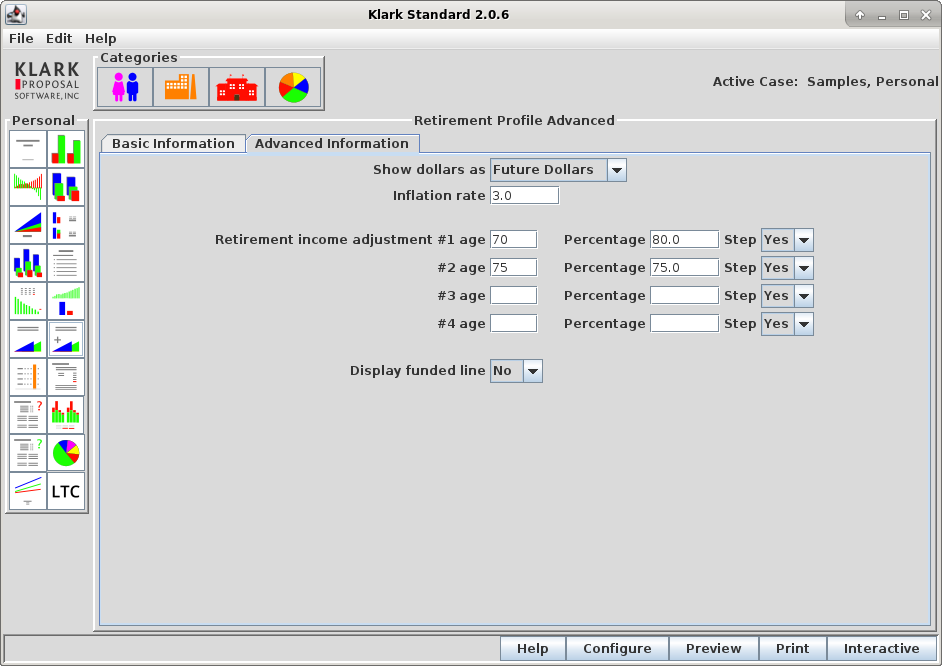 Klark Standard 2.0.6
File Edit Help
KLARK
PROPOSAL
SOFTWARE, INC
Categories
Active Case: Samples, Personal
Personal
Retirement Profile Advanced
Basic Information Advanced Information
Show dollars as Future Dollars
Inflation rate 3.0
Retirement income adjustment #1 age 70 Percentage 80.0 Step Yes
#2 age 75 Percentage 75.0 Step Yes
#3 age Percentage Step Yes
#4 age Percentage Step Yes
Display funded line No
?
?
LTC
Help Configure Preview Print Interactive